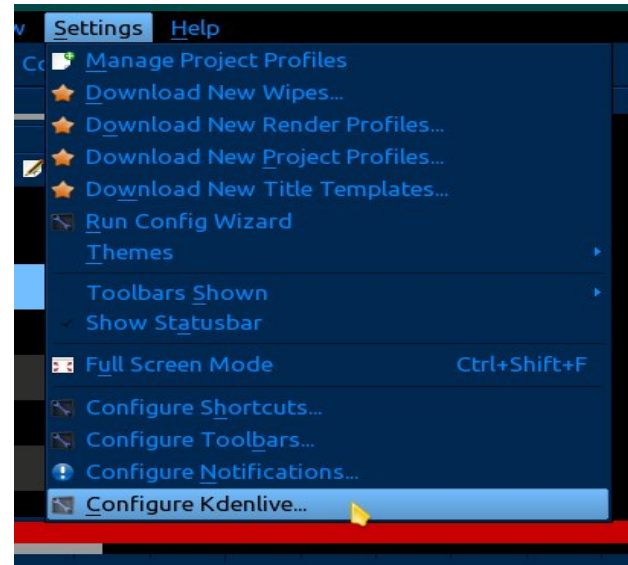 w Settings Help
Co
Manage Project Profiles
Download New Wipes...
Download New Render Profiles...
Download New Project Profiles...
Download New Title Templates...
Run Config Wizard
Themes
Toolbars Shown
Show Statusbar
Full Screen Mode Ctrl+Shift+F
Configure Shortcuts...
Configure Toolbars...
Configure Notifications...
Configure Kdenlive...